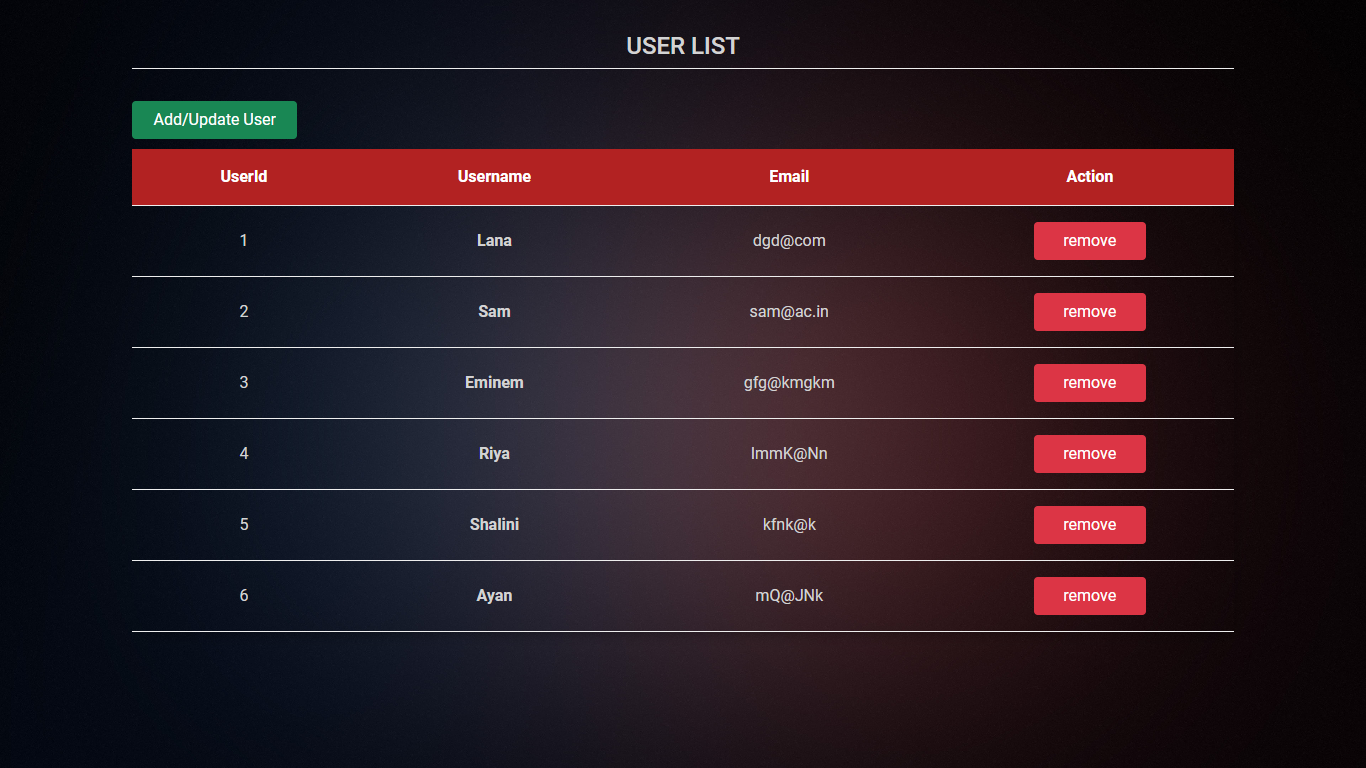 USER LIST
Add/Update User
UserId Username Email Action
1 Lana dgd@com remove
2 Sam sam@ac.in remove
3 Eminem gfg@kmgkm remove
4 Riya lmmK@Nn remove
5 Shalini kfnk@k remove
6 Ayan mQ@JNk remove